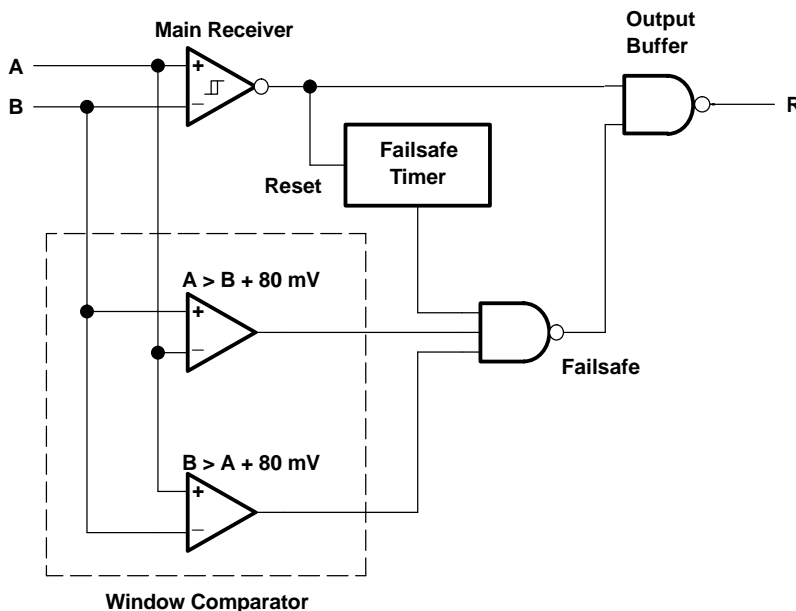 Output
Buffer
Main Receiver
A
+
B
–
R
Failsafe
Timer
Reset
A > B + 80 mV
+
–
Failsafe
B > A + 80 mV
+
–
Window Comparator